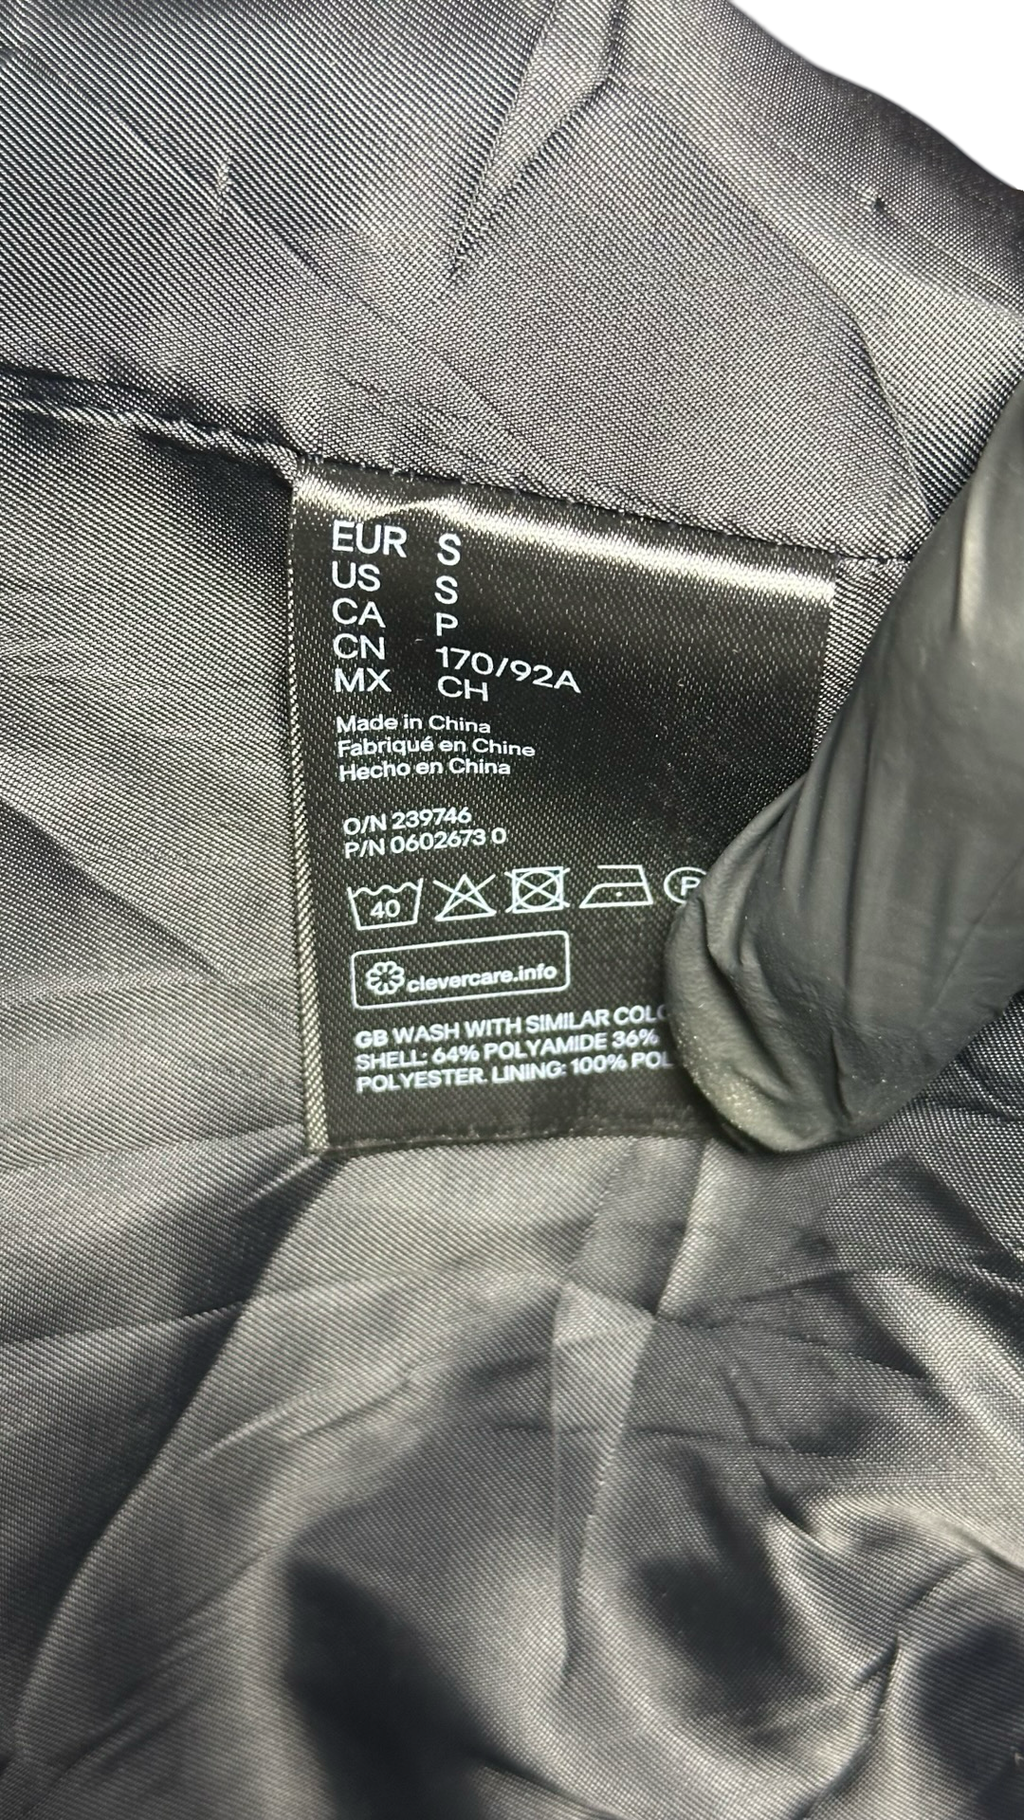 EUR S
US S
CA P
CN 170/92A
MX CH
Made in China
Fabriqué en Chine
Hecho en China
O/N 239746
P/N 0602673 0
40 P
clevercare.info
GB WASH WITH SIMILAR
SHELL: 64% POLYAMIDE 36%
POLYESTER. LINING: 100%